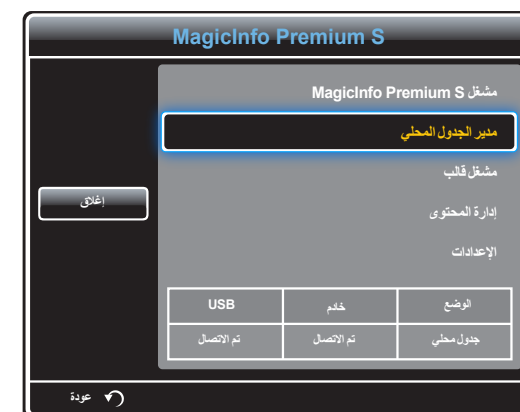 MagicInfo Premium S
مشغل MagicInfo Premium S
مدير الجدول المحلي
مشغل قالب
إدارة المحتوى
الإعدادات
إغلاق
الوضع خادم USB
جدول محلي تم الاتصال تم الاتصال
عودة